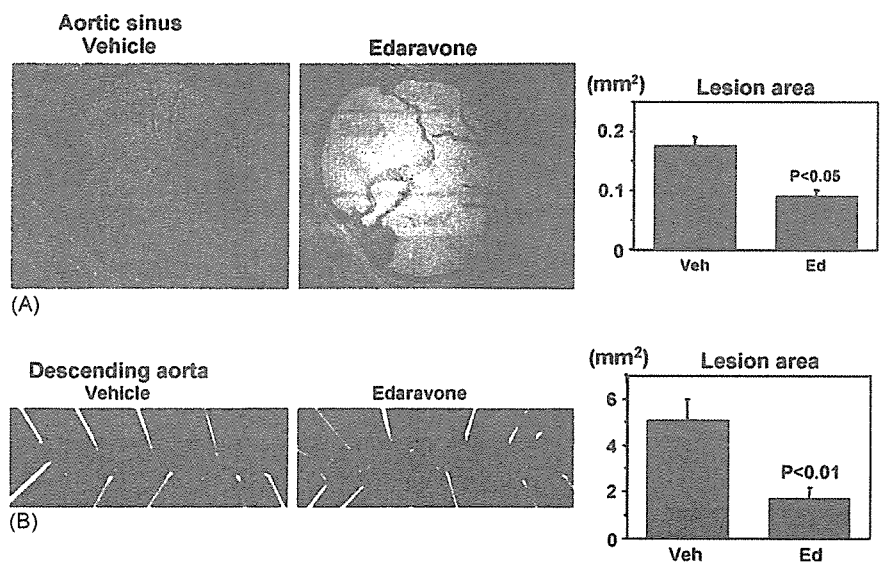 Aortic sinus
Vehicle
Edaravone
(mm²)
Lesion area
0.2
0.1
0
P<0.05
Veh
Ed
(A)
Descending aorta
Vehicle
Edaravone
(mm²)
Lesion area
6
4
2
0
P<0.01
Veh
Ed
(B)